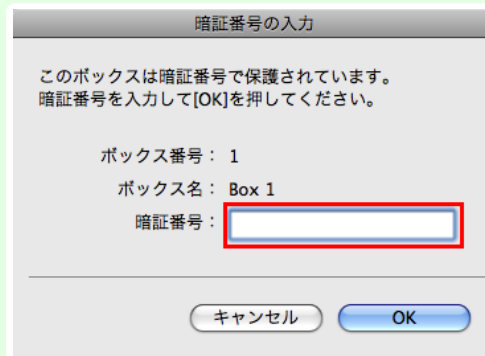 暗証番号の入力
このボックスは暗証番号で保護されています。
暗証番号を入力して[OK]を押してください。
ボックス番号： 1
ボックス名： Box 1
暗証番号：
キャンセル OK